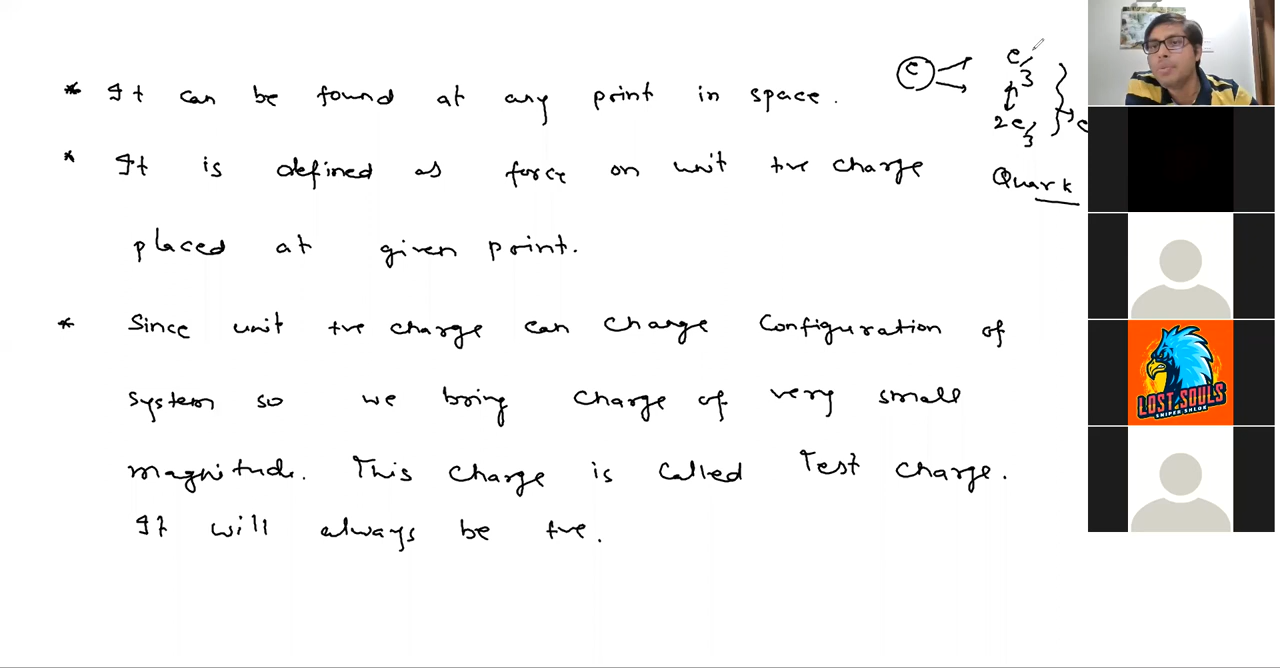 * It can be found at any point in space.
* It is defined as force on unit +ve charge
placed at given point.
* Since unit +ve charge can change configuration of
system so we bring charge of very small
magnitude. This charge is called Test charge.
It will always be +ve.
e
e/3
2e/3
e
Quark
LOST SOULS
SNIPER SHLOK